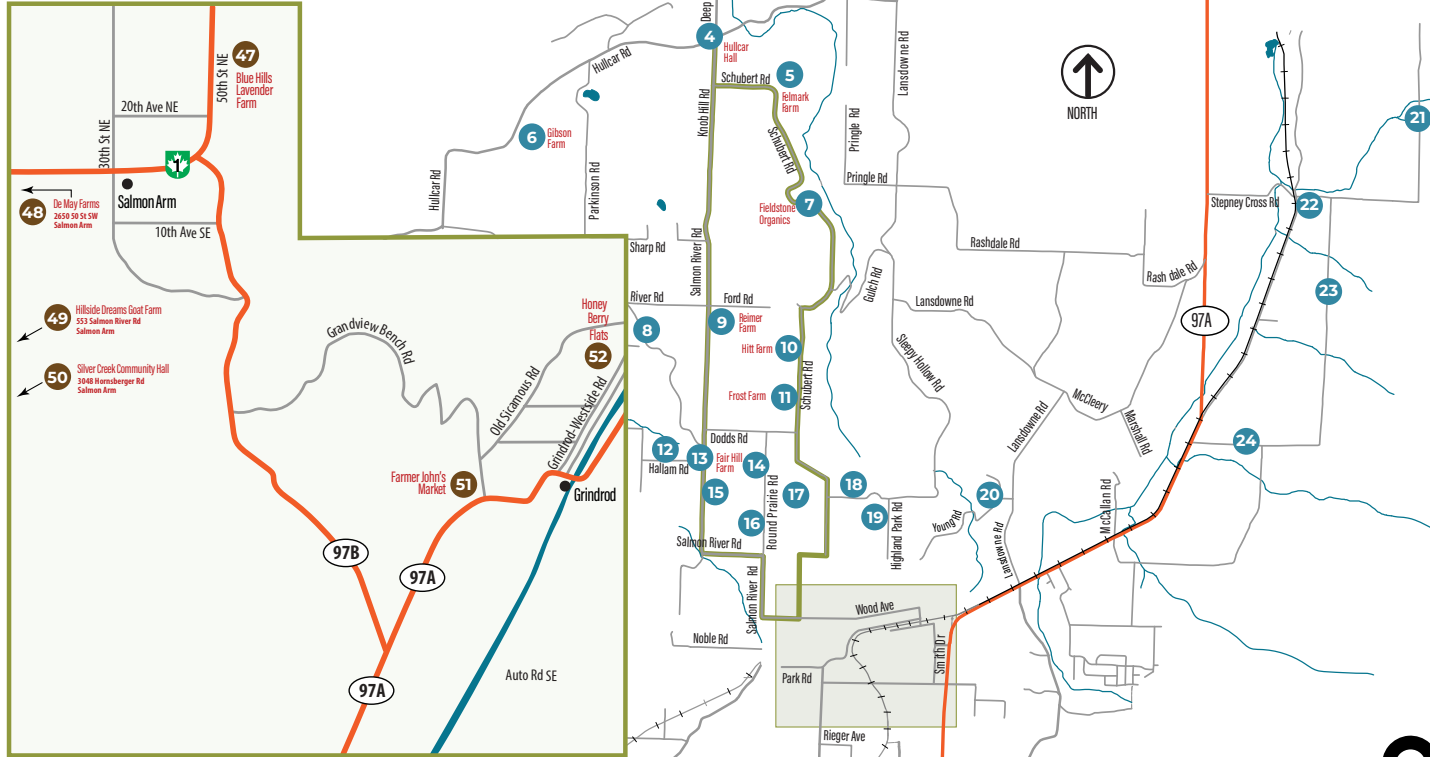 47
Blue Hills
Lavender
Farm
50th St NE
20th Ave NE
30th St NE
1
Salmon Arm
10th Ave SE
48
De May Farms
2650 50 St SW
Salmon Arm
49
Hillside Dreams Goat Farm
553 Salmon River Rd
Salmon Arm
50
Silver Creek Community Hall
3048 Hornsberger Rd
Salmon Arm
Grandview Bench Rd
Old Sicamous Rd
Grindrod-Westside Rd
Honey
Berry
Flats
52
Farmer John's
Market
51
Grindrod
97B
97A
97A
Auto Rd SE
Deep
4
Hullcar
Hall
Hullcar Rd
Schubert Rd
5
Felmark
Farm
Knob Hill Rd
Schubert Rd
6
Gibson
Farm
Hullcar Rd
Parkinson Rd
Fieldstone
Organics
7
Sharp Rd
Salmon River Rd
River Rd
Ford Rd
8
9
Reimer
Farm
Hitt Farm
10
Frost Farm
11
Schubert Rd
Dodds Rd
12
Hallam Rd
13
Fair Hill
Farm
14
15
16
17
Round Prairie Rd
Salmon River Rd
Salmon River Rd
Noble Rd
18
19
Highland Park Rd
Young Rd
20
Lansdowne Rd
Lansdowne Rd
Pringle Rd
Pringle Rd
Lansdowne Rd
NORTH
Rashdale Rd
Rash dale Rd
Gulch Rd
Lansdowne Rd
Sleepy Hollow Rd
McCleery
Marshall Rd
McCallan Rd
97A
Stepney Cross Rd
21
22
23
24
Wood Ave
Smith Dr
Park Rd
Rieger Ave